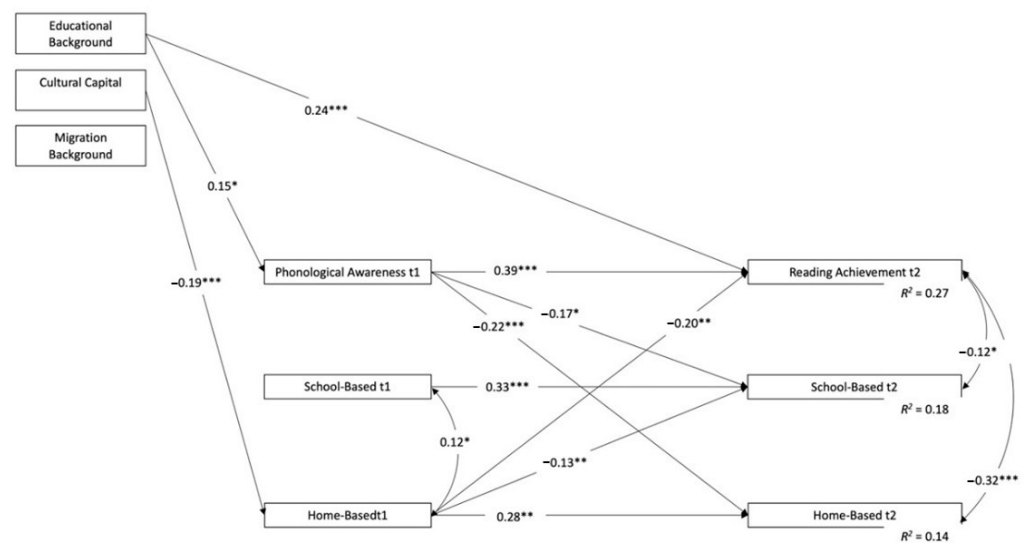 Educational
Background
Cultural Capital
Migration
Background
0.24***
0.15*
−0.19***
Phonological Awareness t1
0.39***
Reading Achievement t2
R² = 0.27
−0.17*
−0.20**
−0.22***
−0.12*
School-Based t1
0.33***
School-Based t2
R² = 0.18
0.12*
−0.13**
−0.32***
Home-Basedt1
0.28**
Home-Based t2
R² = 0.14